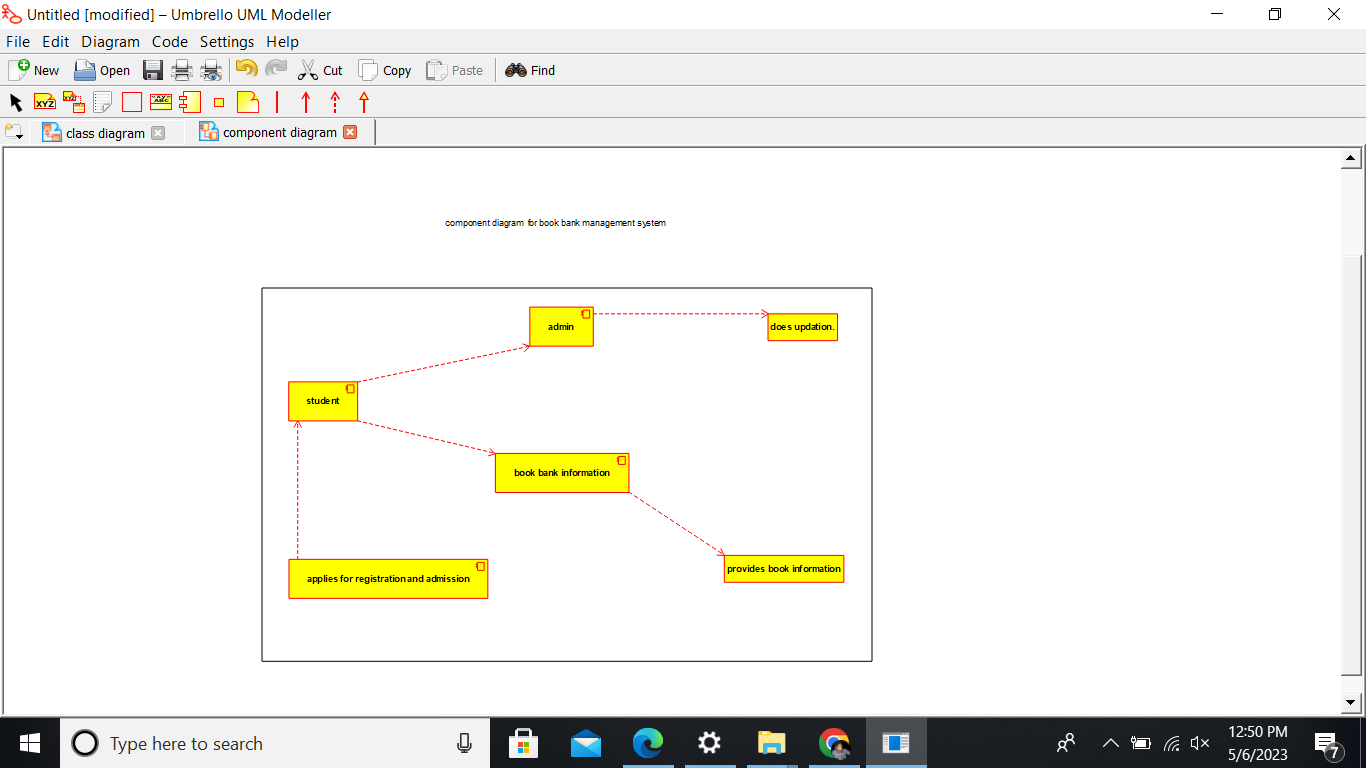 Untitled [modified] – Umbrello UML Modeller
File Edit Diagram Code Settings Help
New Open Cut Copy Paste Find
XYZ
class diagram component diagram
component diagram for book bank management system
admin
does updation.
student
book bank information
provides book information
applies for registration and admission
Type here to search
12:50 PM
5/6/2023
7